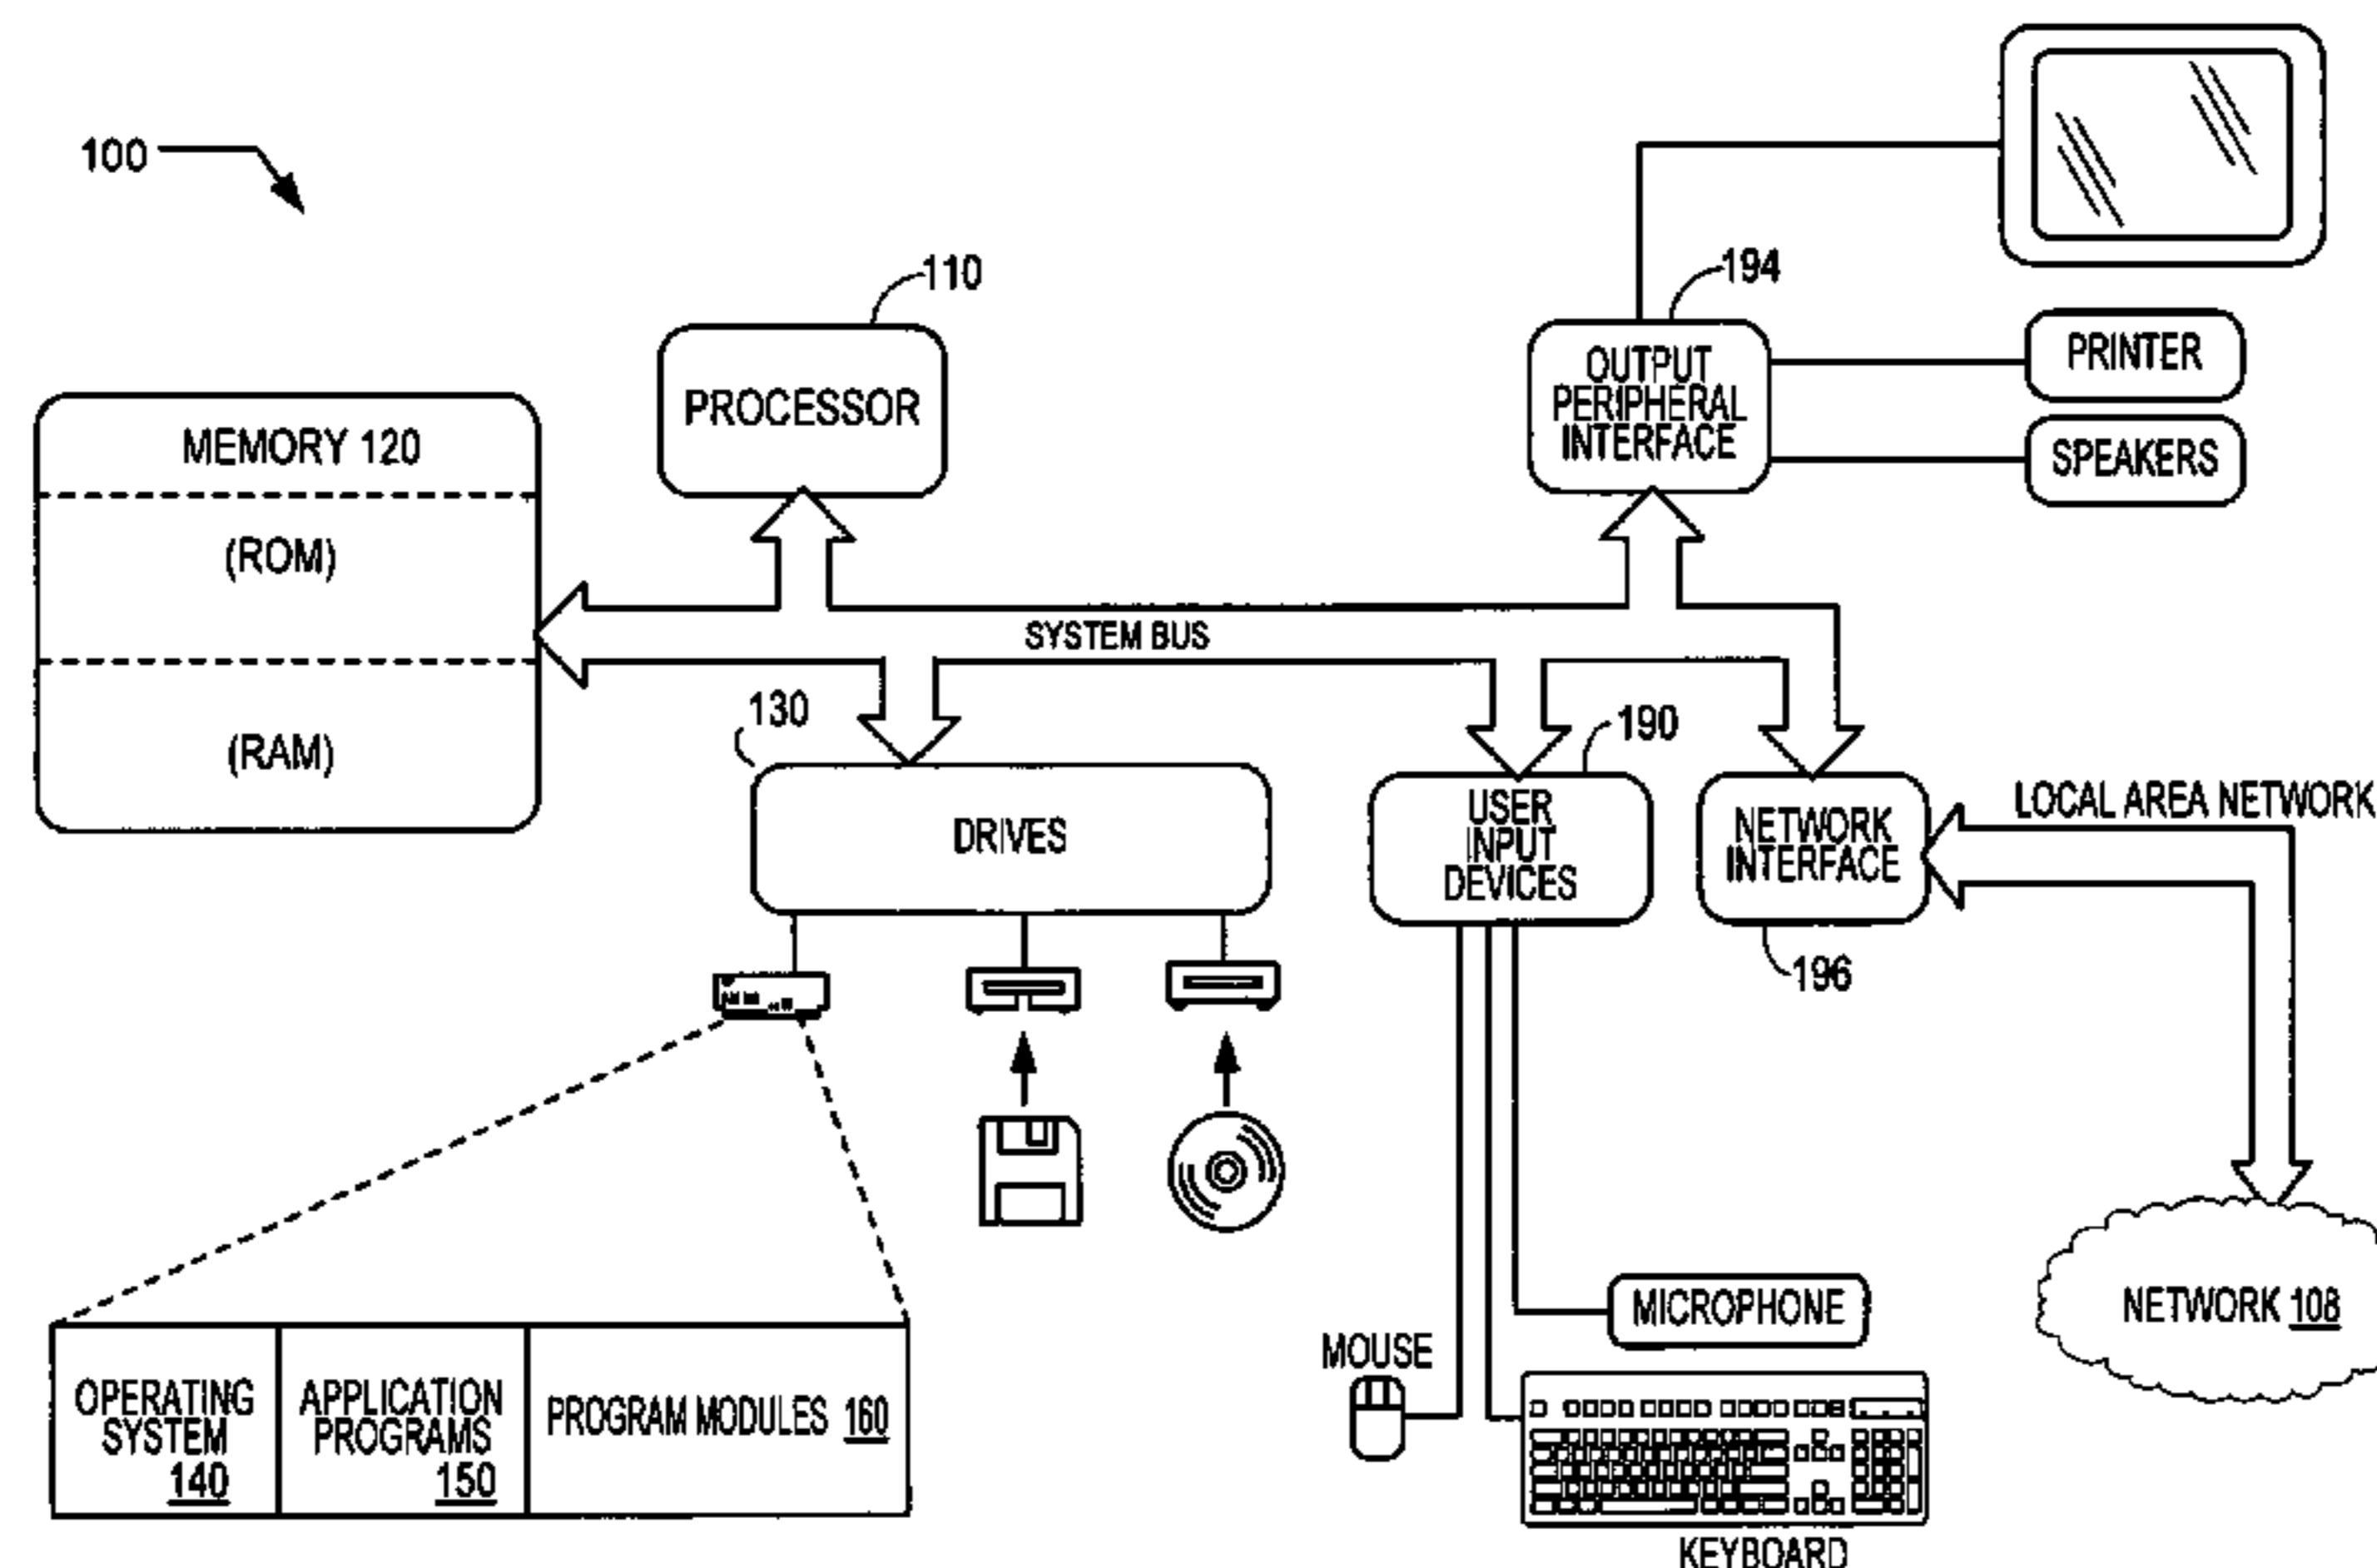 100
110
PROCESSOR
MEMORY 120
(ROM)
(RAM)
194
OUTPUT
PERIPHERAL
INTERFACE
PRINTER
SPEAKERS
SYSTEM BUS
130
DRIVES
190
USER
INPUT
DEVICES
NETWORK
INTERFACE
196
LOCAL AREA NETWORK
NETWORK 108
MICROPHONE
MOUSE
KEYBOARD
OPERATING
SYSTEM
140
APPLICATION
PROGRAMS
150
PROGRAM MODULES 160